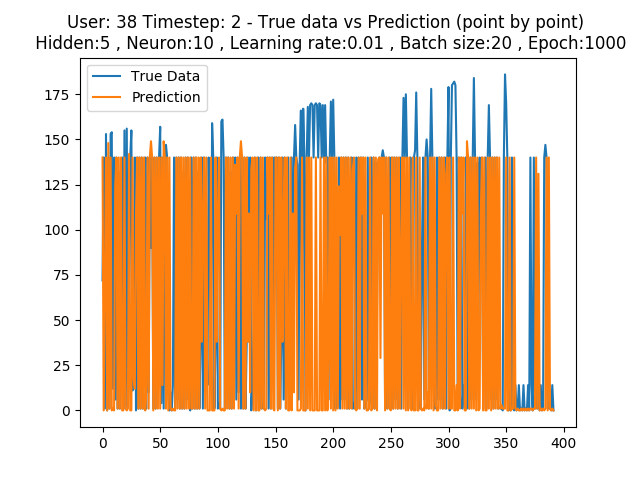 User: 38 Timestep: 2 - True data vs Prediction (point by point)
Hidden:5 , Neuron:10 , Learning rate:0.01 , Batch size:20 , Epoch:1000
True Data
Prediction
175
150
125
100
75
50
25
0
0 50 100 150 200 250 300 350 400